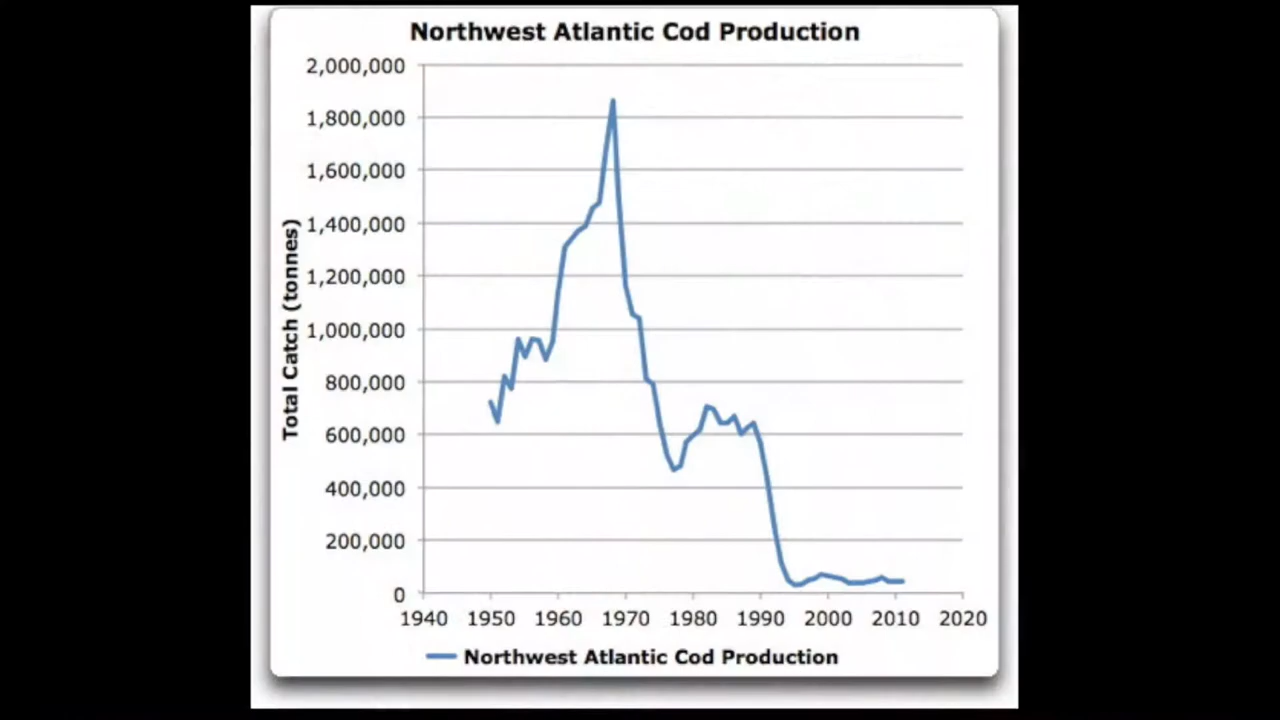 Northwest Atlantic Cod Production
2,000,000
1,800,000
1,600,000
1,400,000
1,200,000
1,000,000
800,000
600,000
400,000
200,000
0
Total Catch (tonnes)
1940 1950 1960 1970 1980 1990 2000 2010 2020
Northwest Atlantic Cod Production